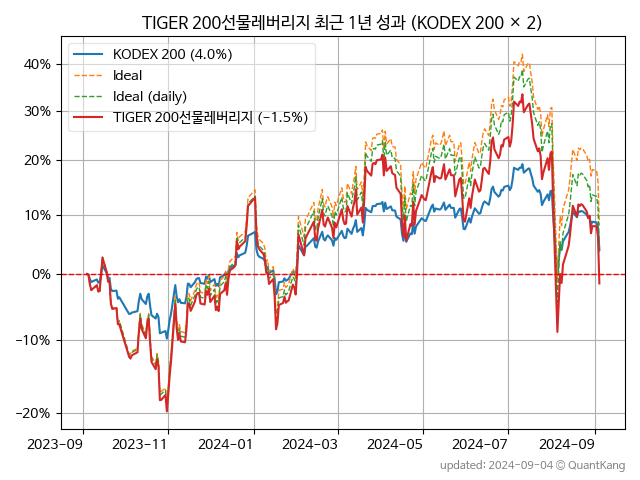 TIGER 200선물레버리지 최근 1년 성과 (KODEX 200 × 2)
KODEX 200 (4.0%)
Ideal
Ideal (daily)
TIGER 200선물레버리지 (−1.5%)
40%
30%
20%
10%
0%
−10%
−20%
2023-09 2023-11 2024-01 2024-03 2024-05 2024-07 2024-09
updated: 2024-09-04 © QuantKang